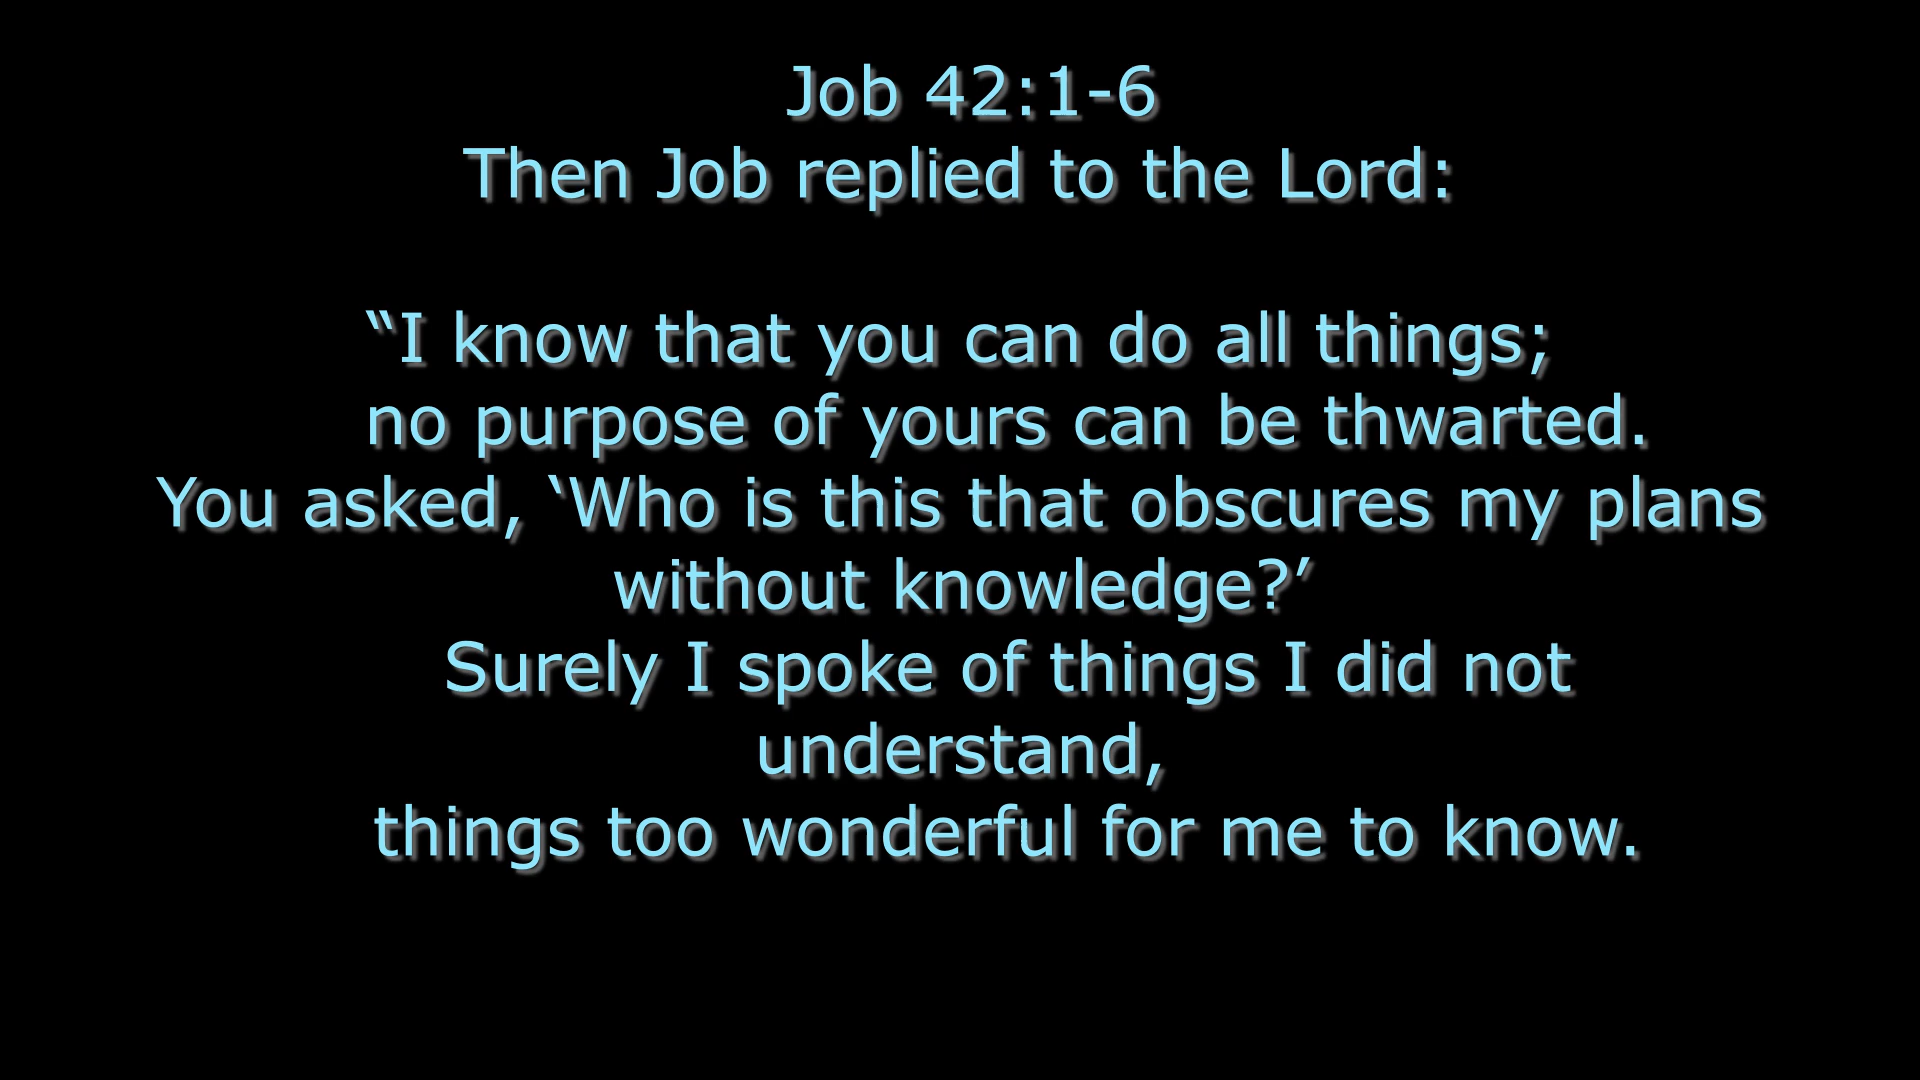 Job 42:1-6
Then Job replied to the Lord:
“I know that you can do all things;
no purpose of yours can be thwarted.
You asked, ‘Who is this that obscures my plans
without knowledge?’
Surely I spoke of things I did not
understand,
things too wonderful for me to know.